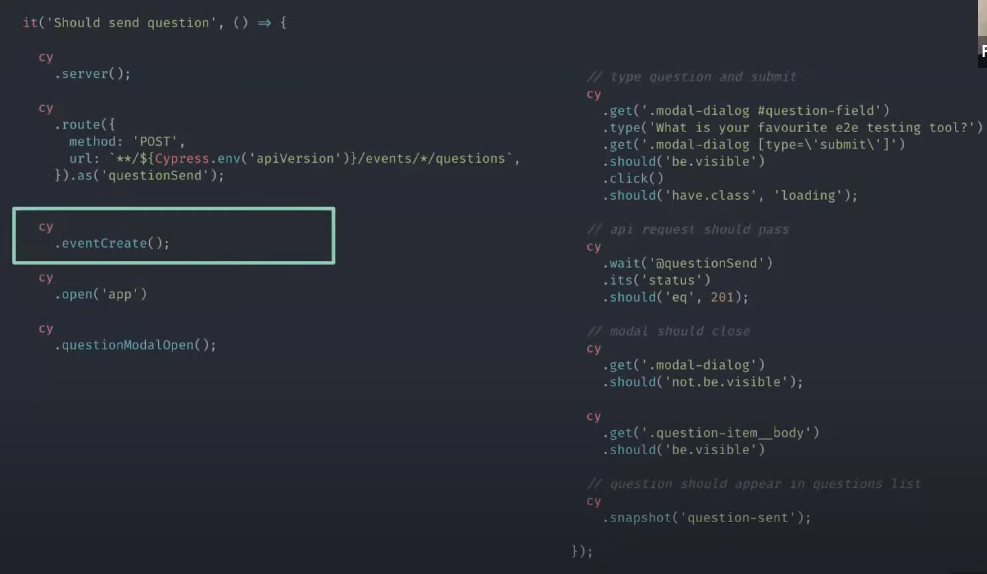 it('Should send question', () => {
cy
.server();
cy
.route({
method: 'POST',
url: `**/${Cypress.env('apiVersion')}/events/*/questions`,
}).as('questionSend');
cy
.eventCreate();
cy
.open('app')
cy
.questionModalOpen();
// type question and submit
cy
.get('.modal-dialog #question-field')
.type('What is your favourite e2e testing tool?')
.get('.modal-dialog [type=\'submit\']')
.should('be.visible')
.click()
.should('have.class', 'loading');
// api request should pass
cy
.wait('@questionSend')
.its('status')
.should('eq', 201);
// modal should close
cy
.get('.modal-dialog')
.should('not.be.visible');
cy
.get('.question-item__body')
.should('be.visible')
// question should appear in questions list
cy
.snapshot('question-sent');
});